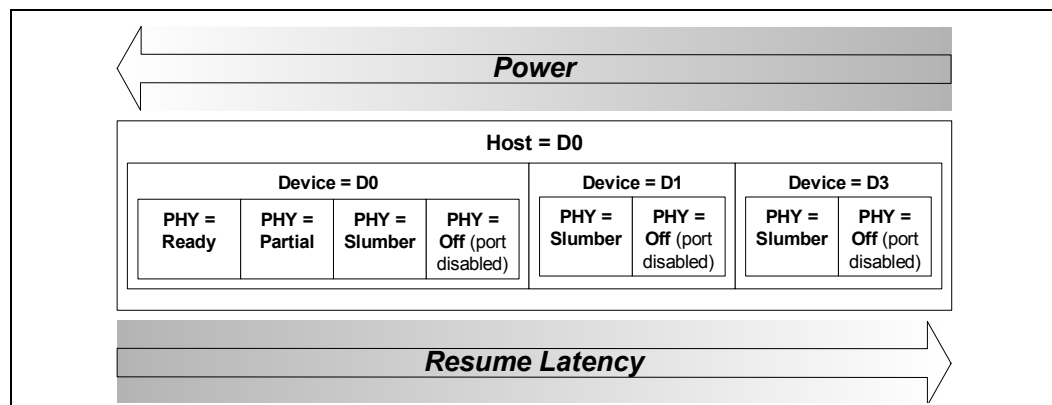 Power
Host = D0
Device = D0
Device = D1
Device = D3
PHY =
Ready
PHY =
Partial
PHY =
Slumber
PHY =
Off (port
disabled)
PHY =
Slumber
PHY =
Off (port
disabled)
PHY =
Slumber
PHY =
Off (port
disabled)
Resume Latency